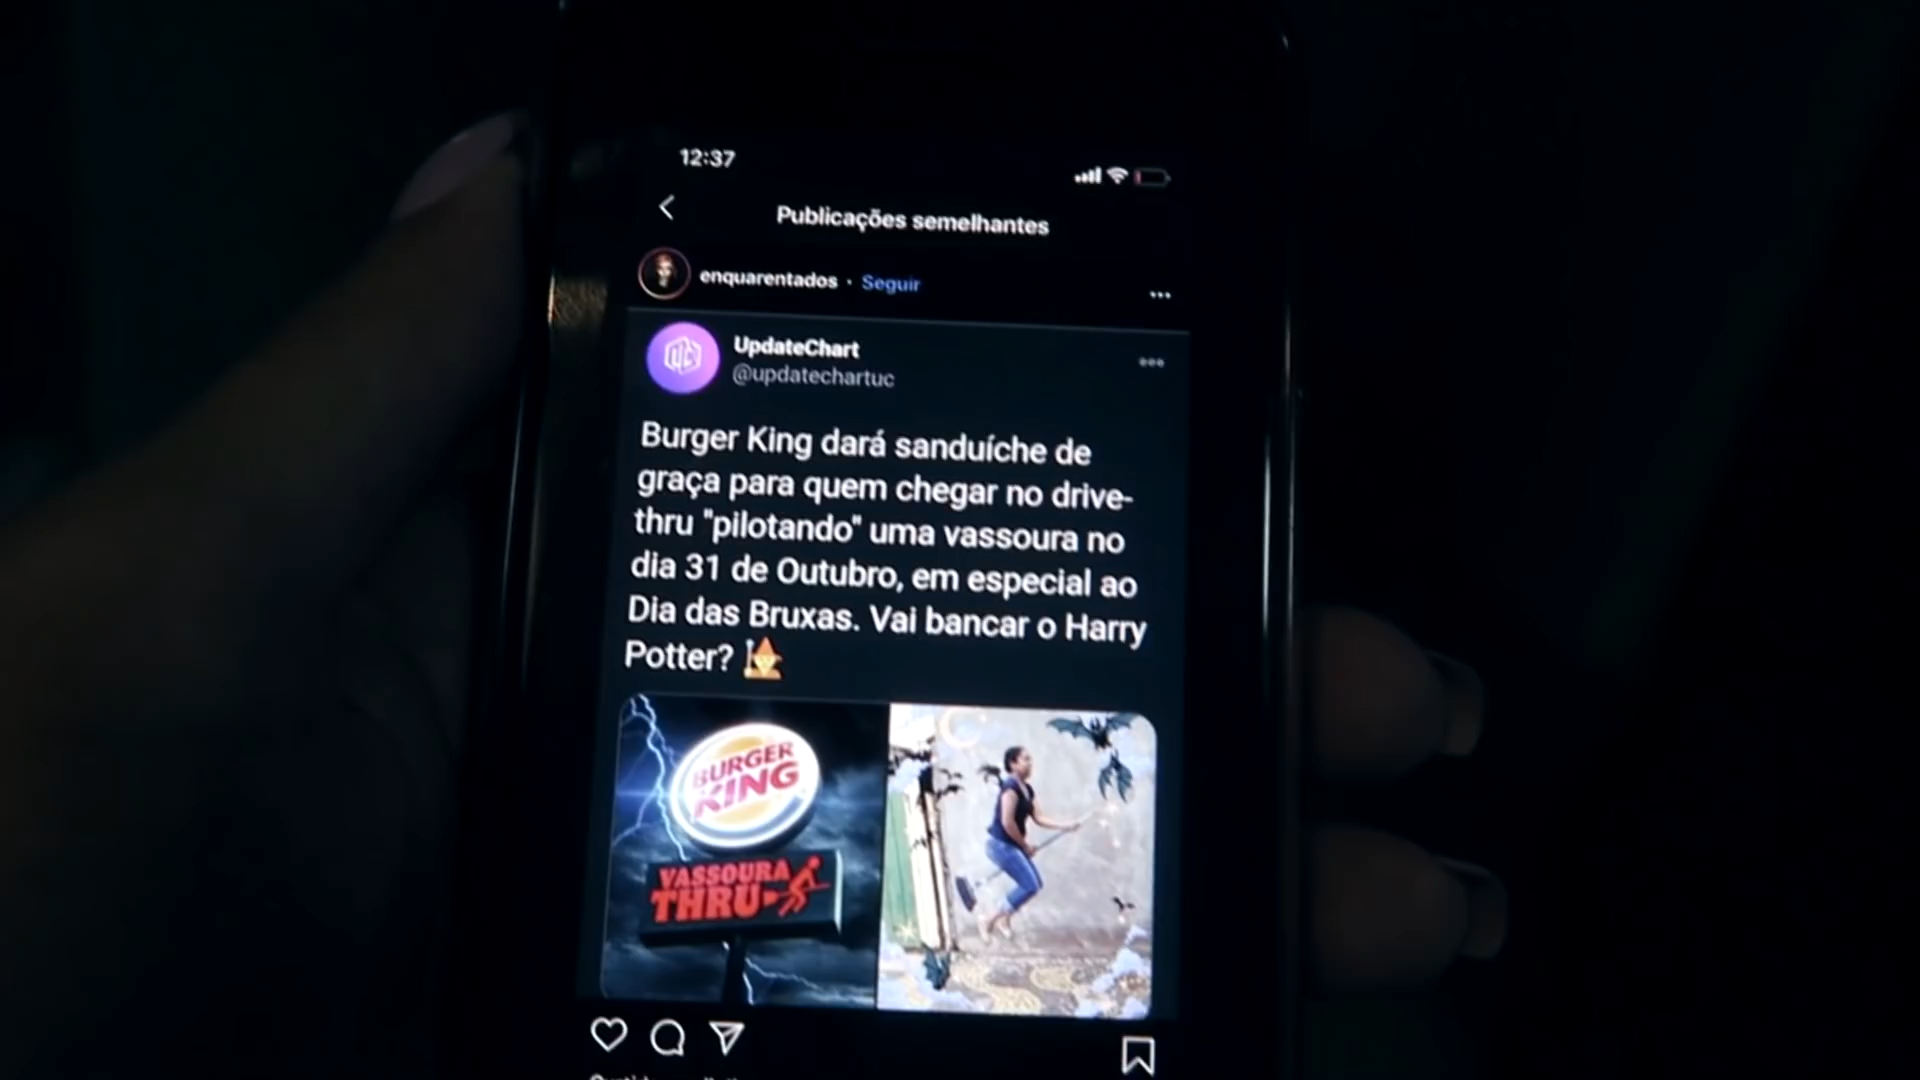 12:37
Publicações semelhantes
enquarentados · Seguir
UpdateChart
@updatechartuc
Burger King dará sanduíche de
graça para quem chegar no drive-
thru "pilotando" uma vassoura no
dia 31 de Outubro, em especial ao
Dia das Bruxas. Vai bancar o Harry
Potter?
BURGER
KING
VASSOURA
THRU